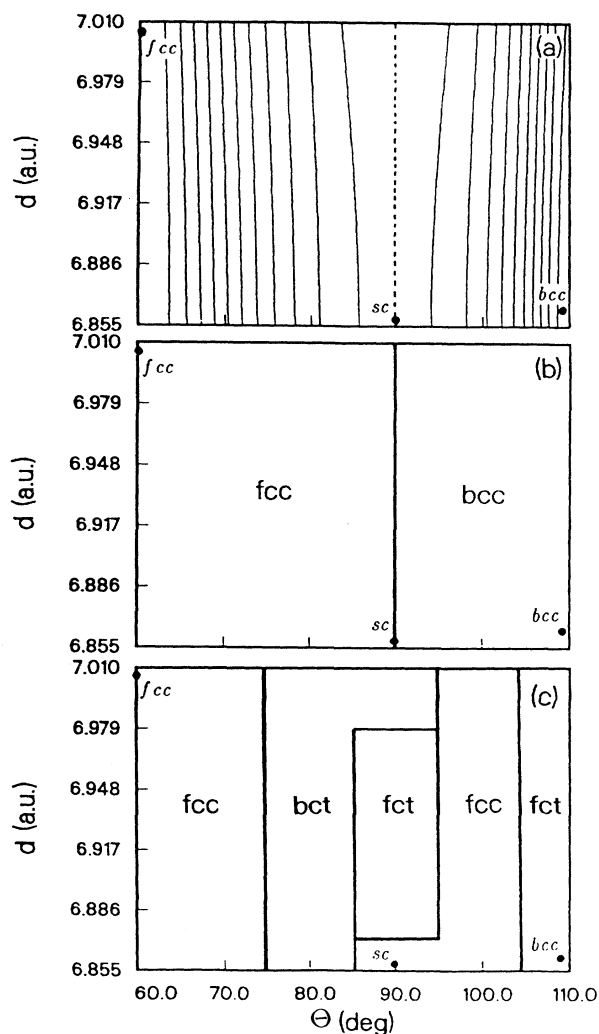 7.010
fcc
(a)
6.979
6.948
6.917
6.886
6.855
sc
bcc
d (a.u.)
7.010
fcc
(b)
6.979
6.948
fcc
bcc
6.917
6.886
6.855
sc
bcc
d (a.u.)
7.010
fcc
(c)
6.979
6.948
fcc bct fct fcc fct
6.917
6.886
6.855
sc
bcc
d (a.u.)
60.0 70.0 80.0 90.0 100.0 110.0
Θ (deg)